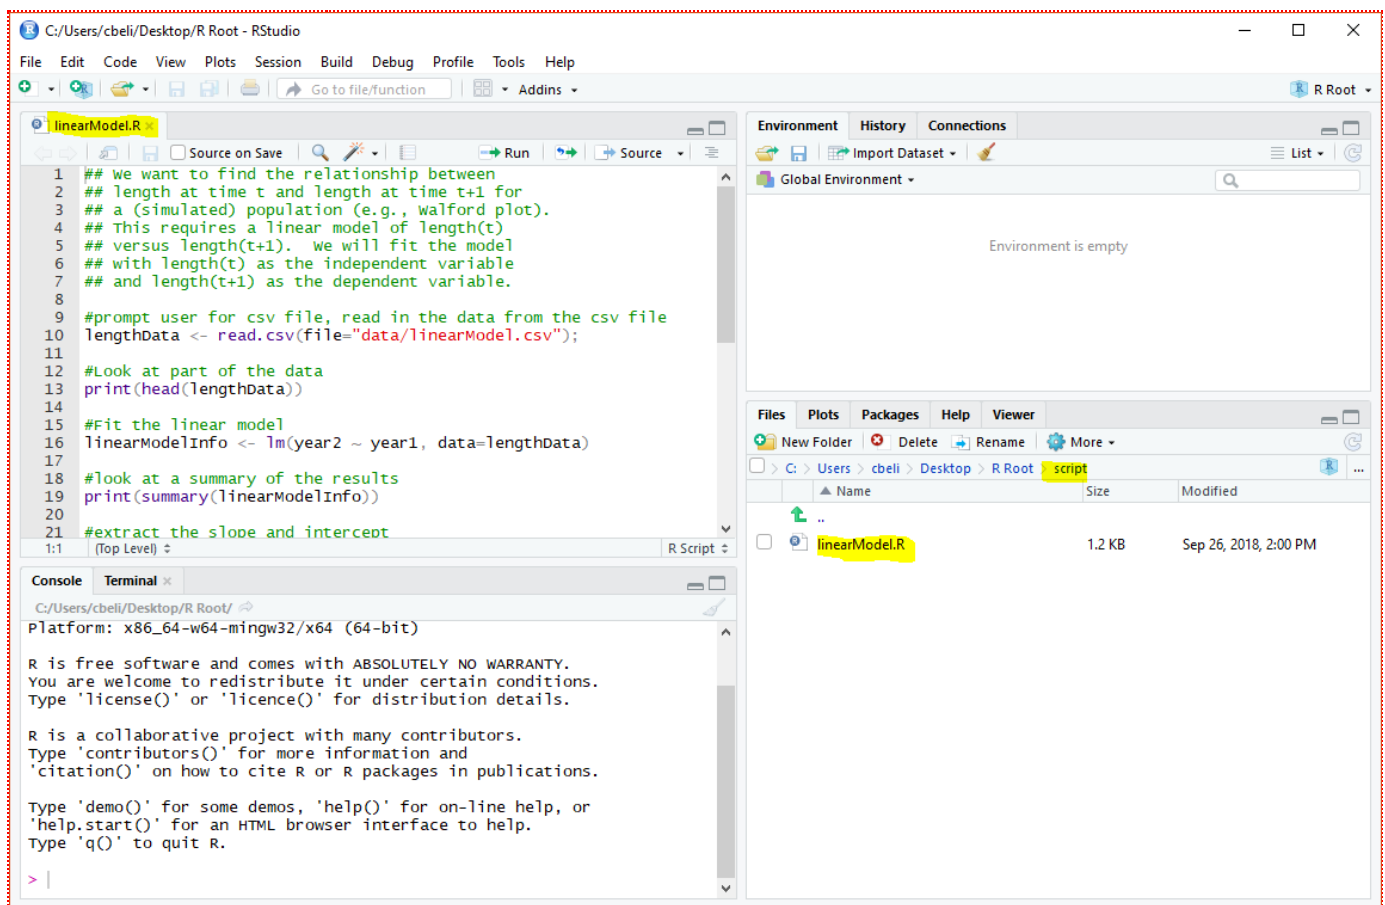 C:/Users/cbeli/Desktop/R Root - RStudio
File Edit Code View Plots Session Build Debug Profile Tools Help
Go to file/function Addins R Root
linearModel.R
Source on Save Run Source
1 ## We want to find the relationship between
2 ## length at time t and length at time t+1 for
3 ## a (simulated) population (e.g., Walford plot).
4 ## This requires a linear model of length(t)
5 ## versus length(t+1).  We will fit the model
6 ## with length(t) as the independent variable
7 ## and length(t+1) as the dependent variable.
8
9 #prompt user for csv file, read in the data from the csv file
10 lengthData <- read.csv(file="data/linearModel.csv");
11
12 #Look at part of the data
13 print(head(lengthData))
14
15 #Fit the linear model
16 linearModelInfo <- lm(year2 ~ year1, data=lengthData)
17
18 #look at a summary of the results
19 print(summary(linearModelInfo))
20
21 #extract the slope and intercept
1:1 (Top Level) R Script
Console Terminal
C:/Users/cbeli/Desktop/R Root/
Platform: x86_64-w64-mingw32/x64 (64-bit)
R is free software and comes with ABSOLUTELY NO WARRANTY.
You are welcome to redistribute it under certain conditions.
Type 'license()' or 'licence()' for distribution details.
R is a collaborative project with many contributors.
Type 'contributors()' for more information and
'citation()' on how to cite R or R packages in publications.
Type 'demo()' for some demos, 'help()' for on-line help, or
'help.start()' for an HTML browser interface to help.
Type 'q()' to quit R.
>
Environment History Connections
Import Dataset List
Global Environment
Environment is empty
Files Plots Packages Help Viewer
New Folder Delete Rename More
C: > Users > cbeli > Desktop > R Root > script ...
Name Size Modified
..
linearModel.R 1.2 KB Sep 26, 2018, 2:00 PM